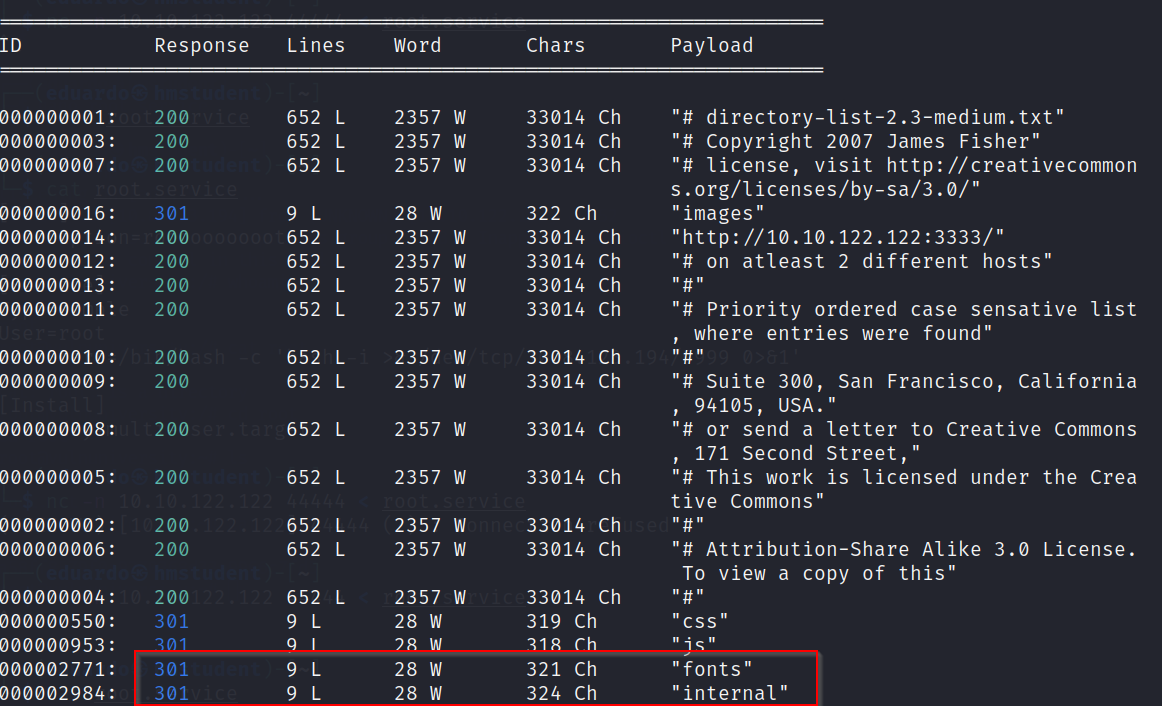 ID Response Lines Word Chars Payload
000000001: 200 652 L 2357 W 33014 Ch "# directory-list-2.3-medium.txt"
000000003: 200 652 L 2357 W 33014 Ch "# Copyright 2007 James Fisher"
000000007: 200 652 L 2357 W 33014 Ch "# license, visit http://creativecommon
s.org/licenses/by-sa/3.0/"
000000016: 301 9 L 28 W 322 Ch "images"
000000014: 200 652 L 2357 W 33014 Ch "http://10.10.122.122:3333/"
000000012: 200 652 L 2357 W 33014 Ch "# on atleast 2 different hosts"
000000013: 200 652 L 2357 W 33014 Ch "#"
000000011: 200 652 L 2357 W 33014 Ch "# Priority ordered case sensative list
, where entries were found"
000000010: 200 652 L 2357 W 33014 Ch "#"
000000009: 200 652 L 2357 W 33014 Ch "# Suite 300, San Francisco, California
, 94105, USA."
000000008: 200 652 L 2357 W 33014 Ch "# or send a letter to Creative Commons
, 171 Second Street,"
000000005: 200 652 L 2357 W 33014 Ch "# This work is licensed under the Crea
tive Commons"
000000002: 200 652 L 2357 W 33014 Ch "#"
000000006: 200 652 L 2357 W 33014 Ch "# Attribution-Share Alike 3.0 License.
To view a copy of this"
000000004: 200 652 L 2357 W 33014 Ch "#"
000000550: 301 9 L 28 W 319 Ch "css"
000000953: 301 9 L 28 W 318 Ch "js"
000002771: 301 9 L 28 W 321 Ch "fonts"
000002984: 301 9 L 28 W 324 Ch "internal"